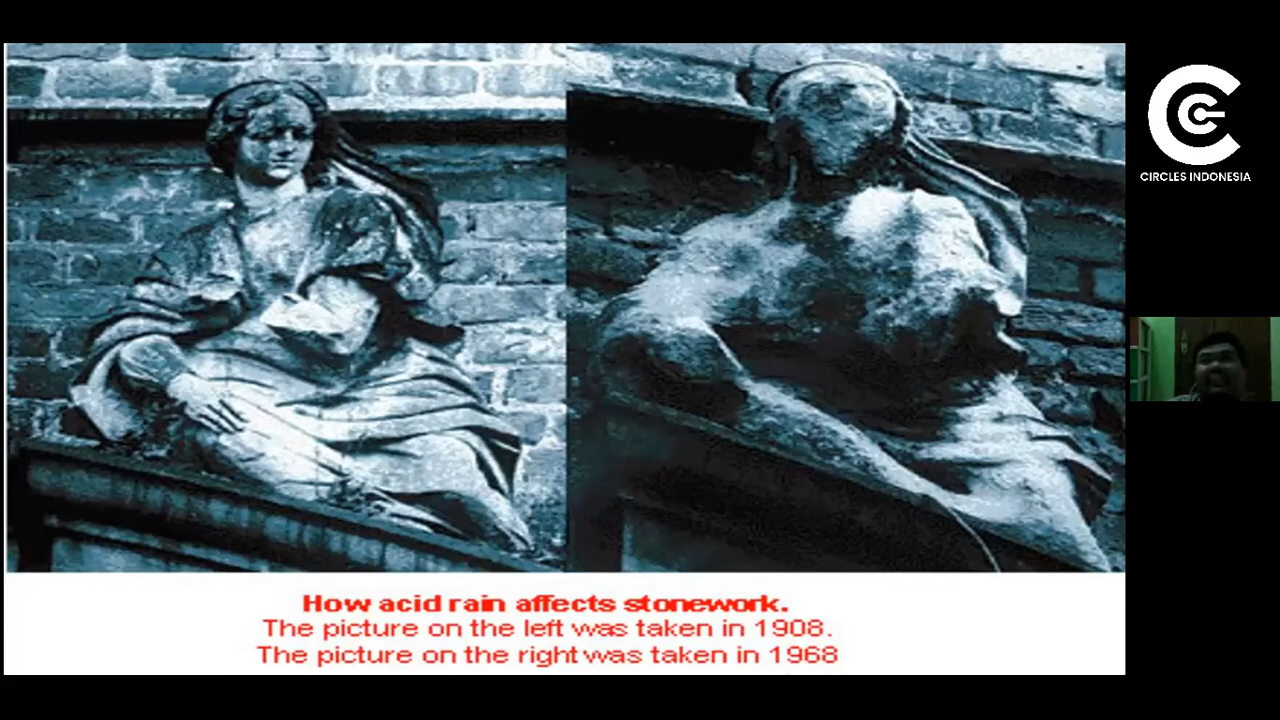 CIRCLES INDONESIA
How acid rain affects stonework.
The picture on the left was taken in 1908.
The picture on the right was taken in 1968